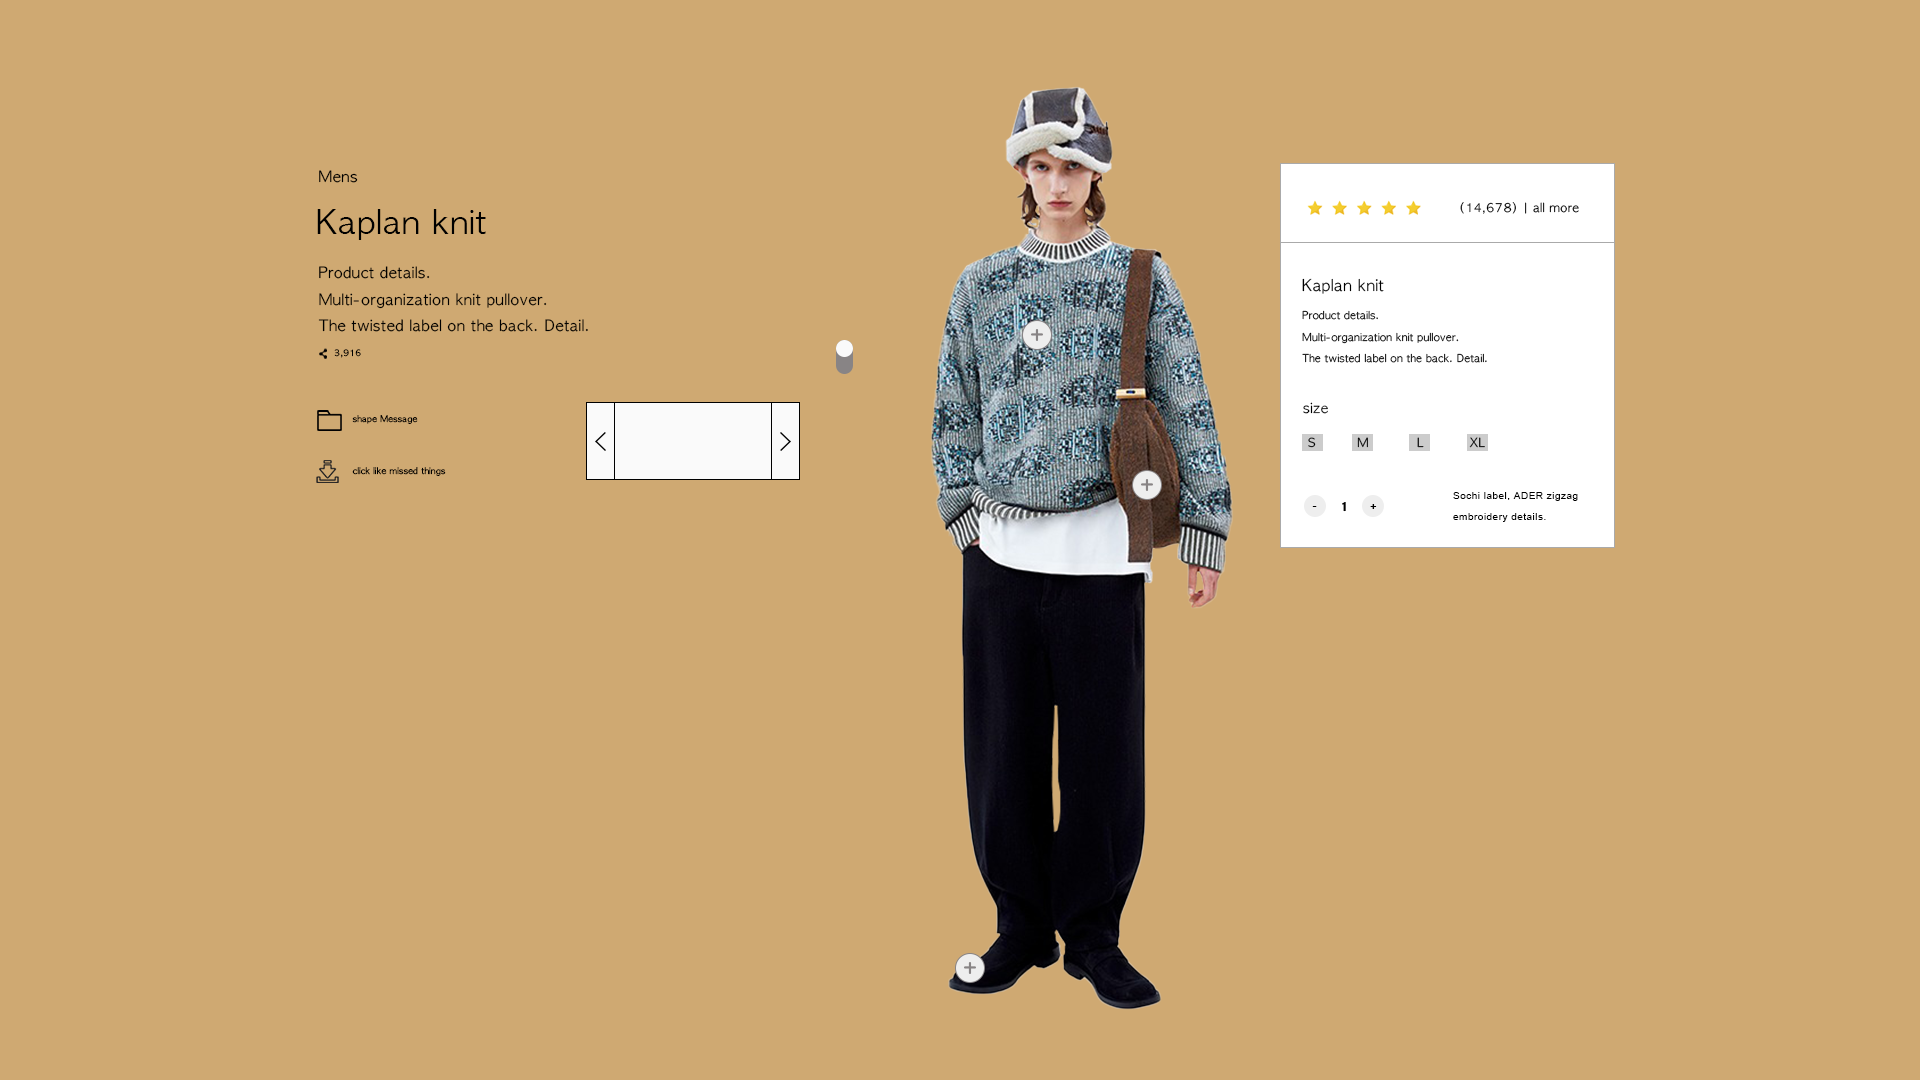 Mens
Kaplan knit
Product details.
Multi-organization knit pullover.
The twisted label on the back. Detail.
3,916
shape Message
click like missed things
(14,678) | all more
Kaplan knit
Product details.
Multi-organization knit pullover.
The twisted label on the back. Detail.
size
S M L XL
- 1 +
Sochi label, ADER zigzag
embroidery details.